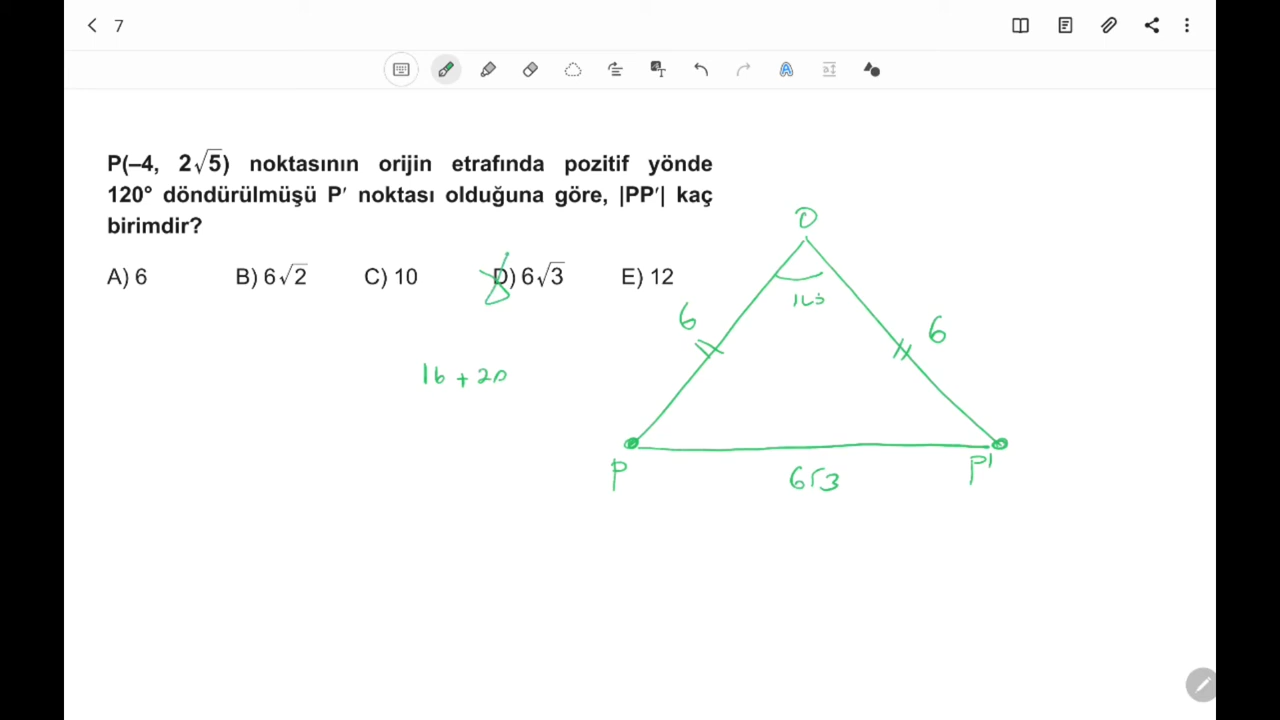 7
P(–4, 2√5) noktasının orijin etrafında pozitif yönde
120° döndürülmüşü P′ noktası olduğuna göre, |PP′| kaç
birimdir?
A) 6 B) 6√2 C) 10 D) 6√3 E) 12
16 + 20
O
6
6
P
P'
6√3